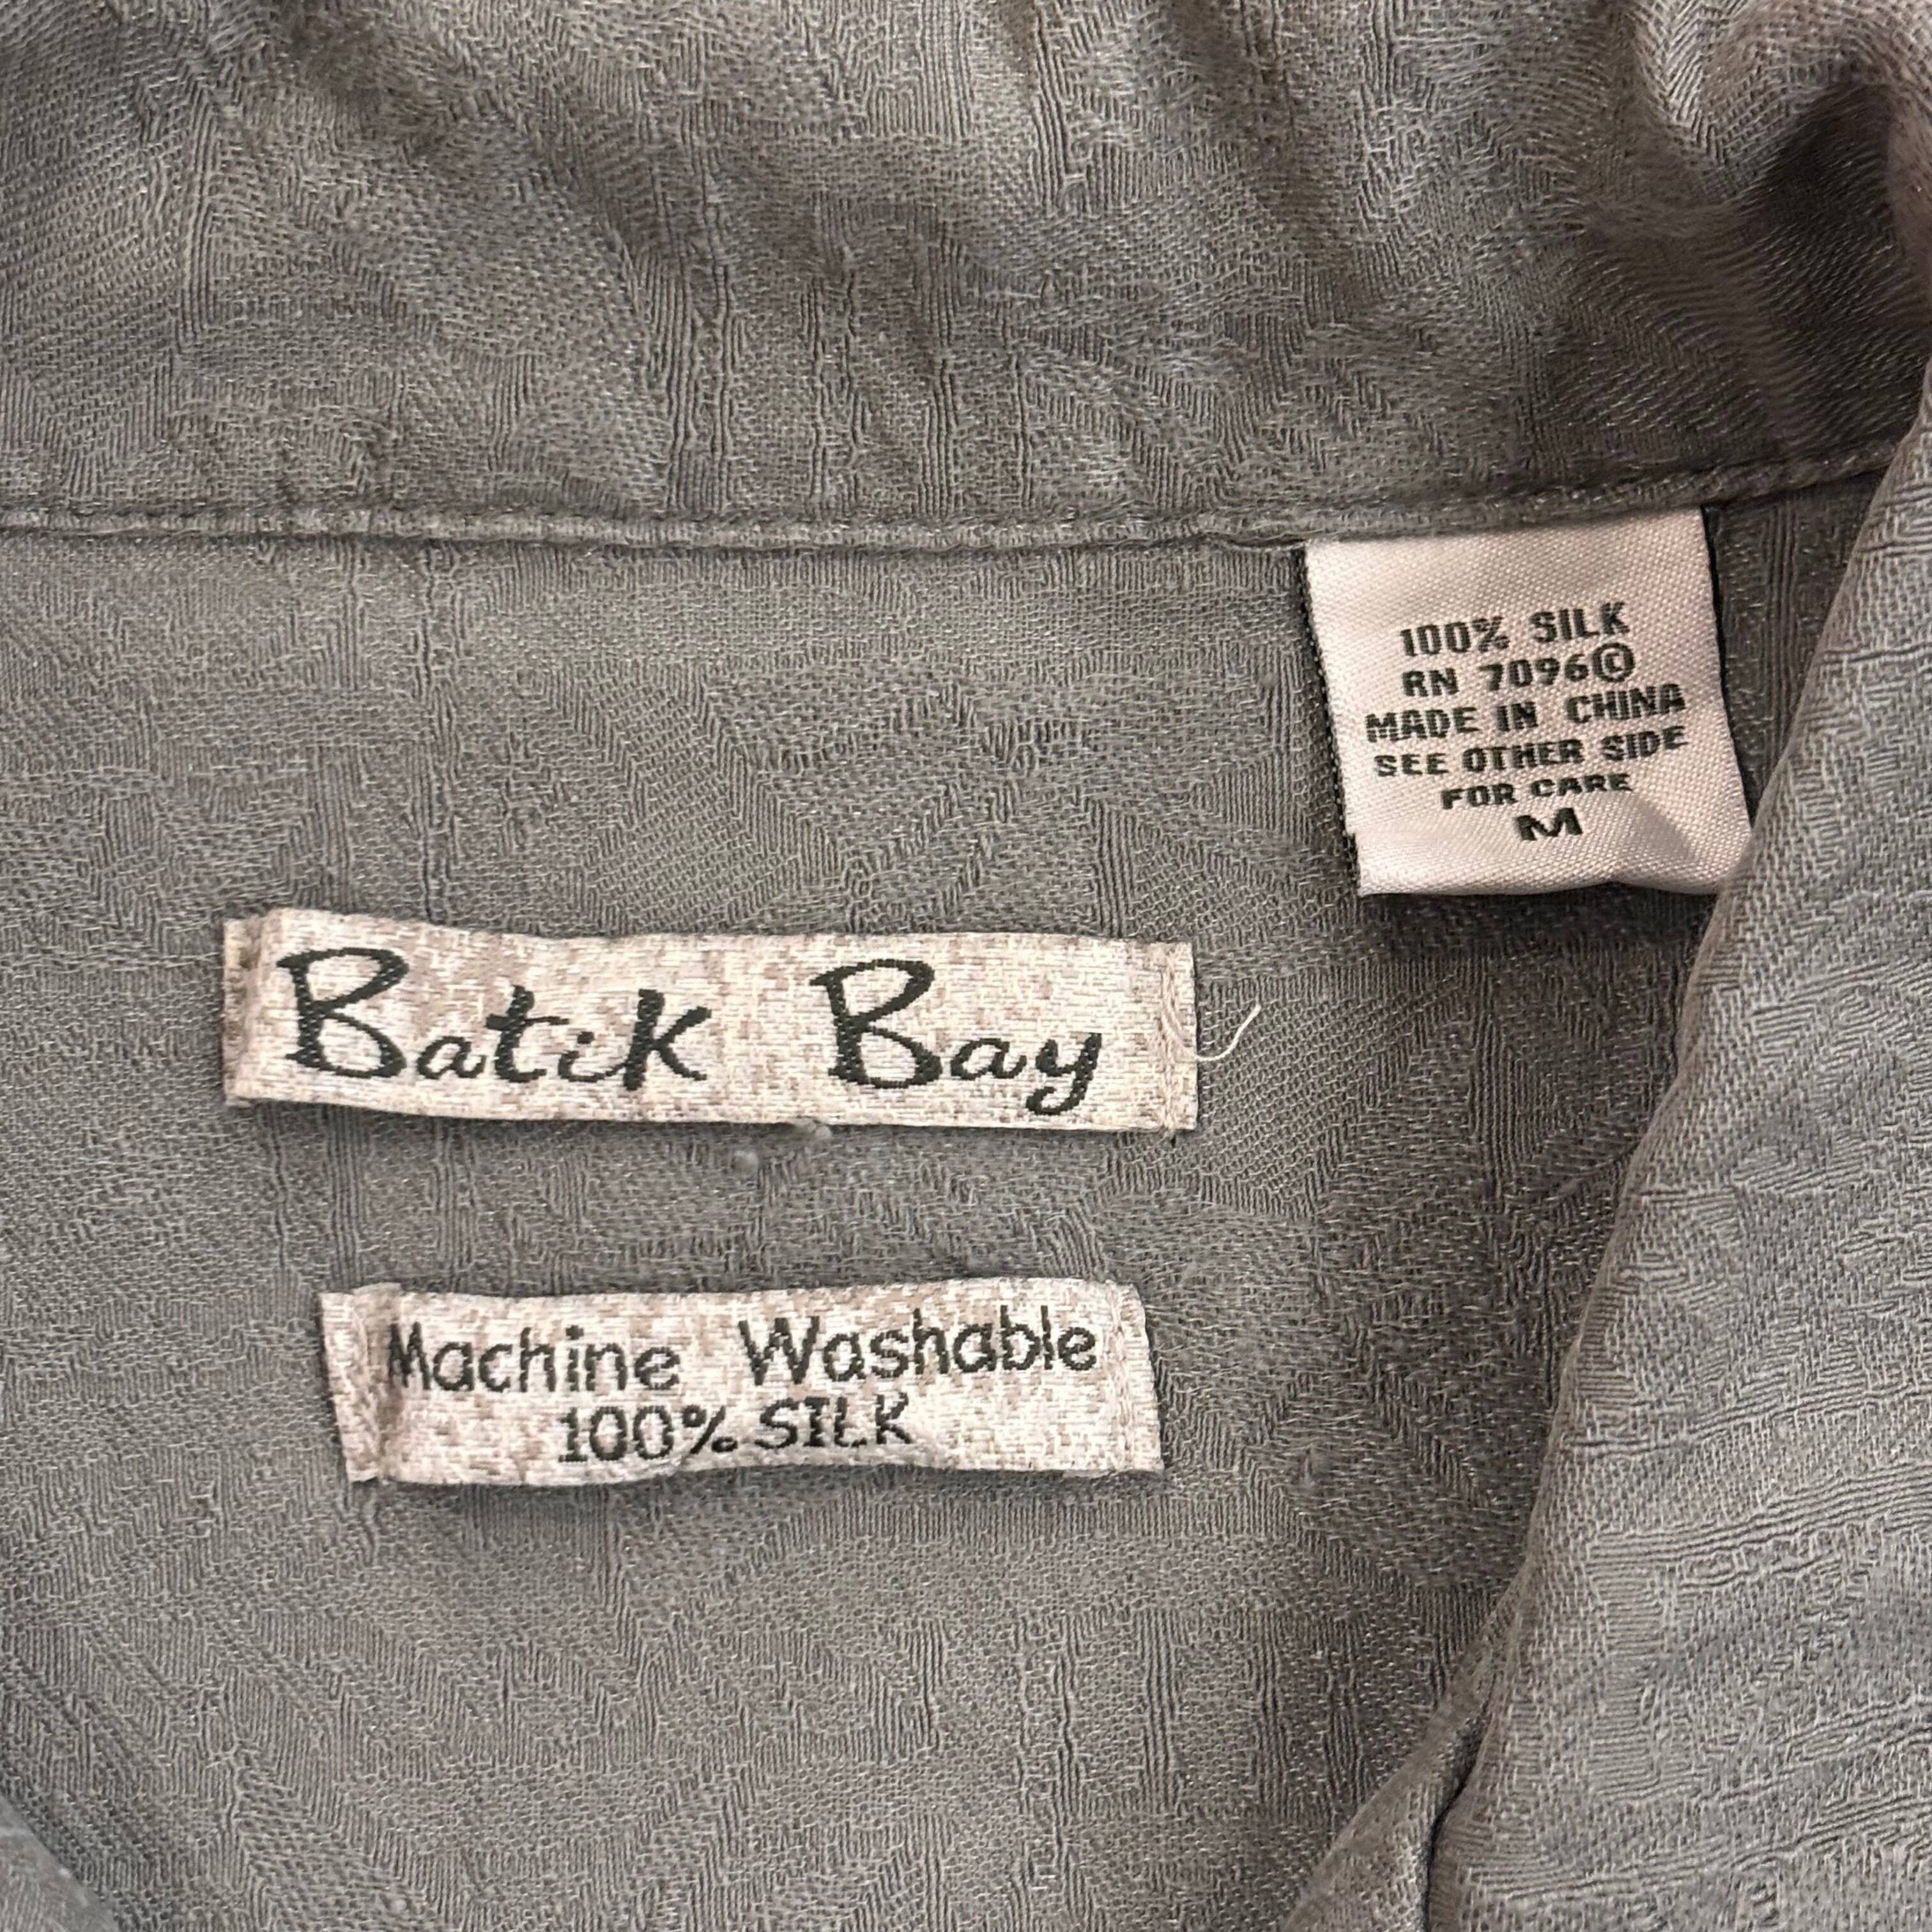 100% SILK
RN 7096©
MADE IN CHINA
SEE OTHER SIDE
FOR CARE
M
Batik Bay
Machine Washable
100% SILK